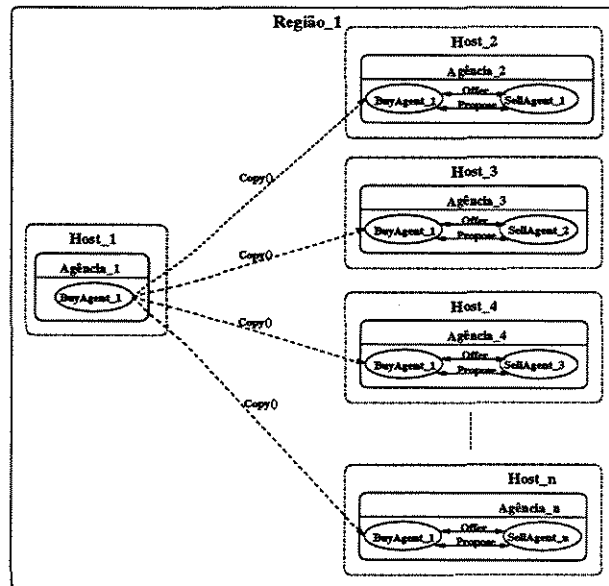 Região_1
Host_2
Agência_2
BuyAgent_1
Offer
Propose
SellAgent_1
Copy()
Host_3
Agência_3
BuyAgent_1
Offer
Propose
SellAgent_2
Copy()
Host_1
Agência_1
BuyAgent_1
Host_4
Agência_4
BuyAgent_1
Offer
Propose
SellAgent_3
Copy()
Copy()
Host_n
Agência_n
BuyAgent_1
Offer
Propose
SellAgent_n